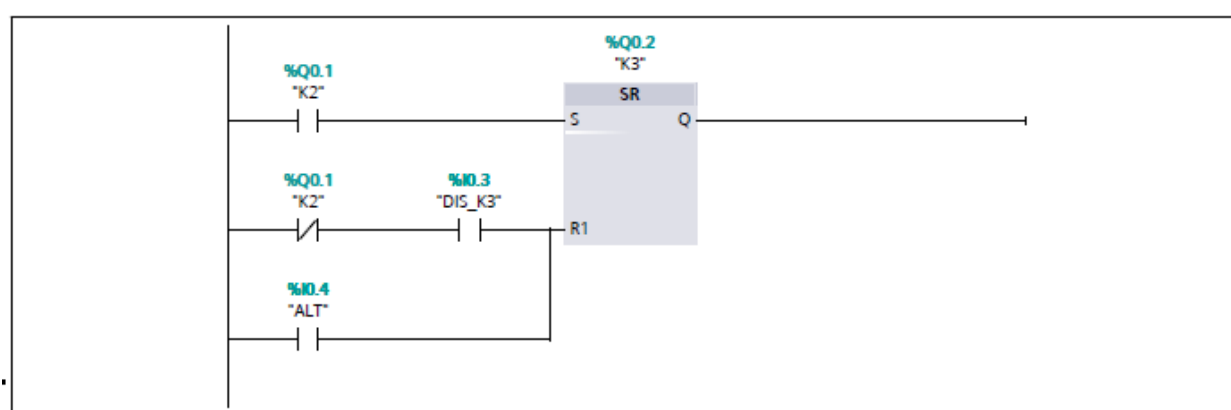 %Q0.2
"K3"
%Q0.1
"K2"
SR
S Q
%Q0.1
"K2"
%I0.3
"DIS_K3"
R1
%I0.4
"ALT"